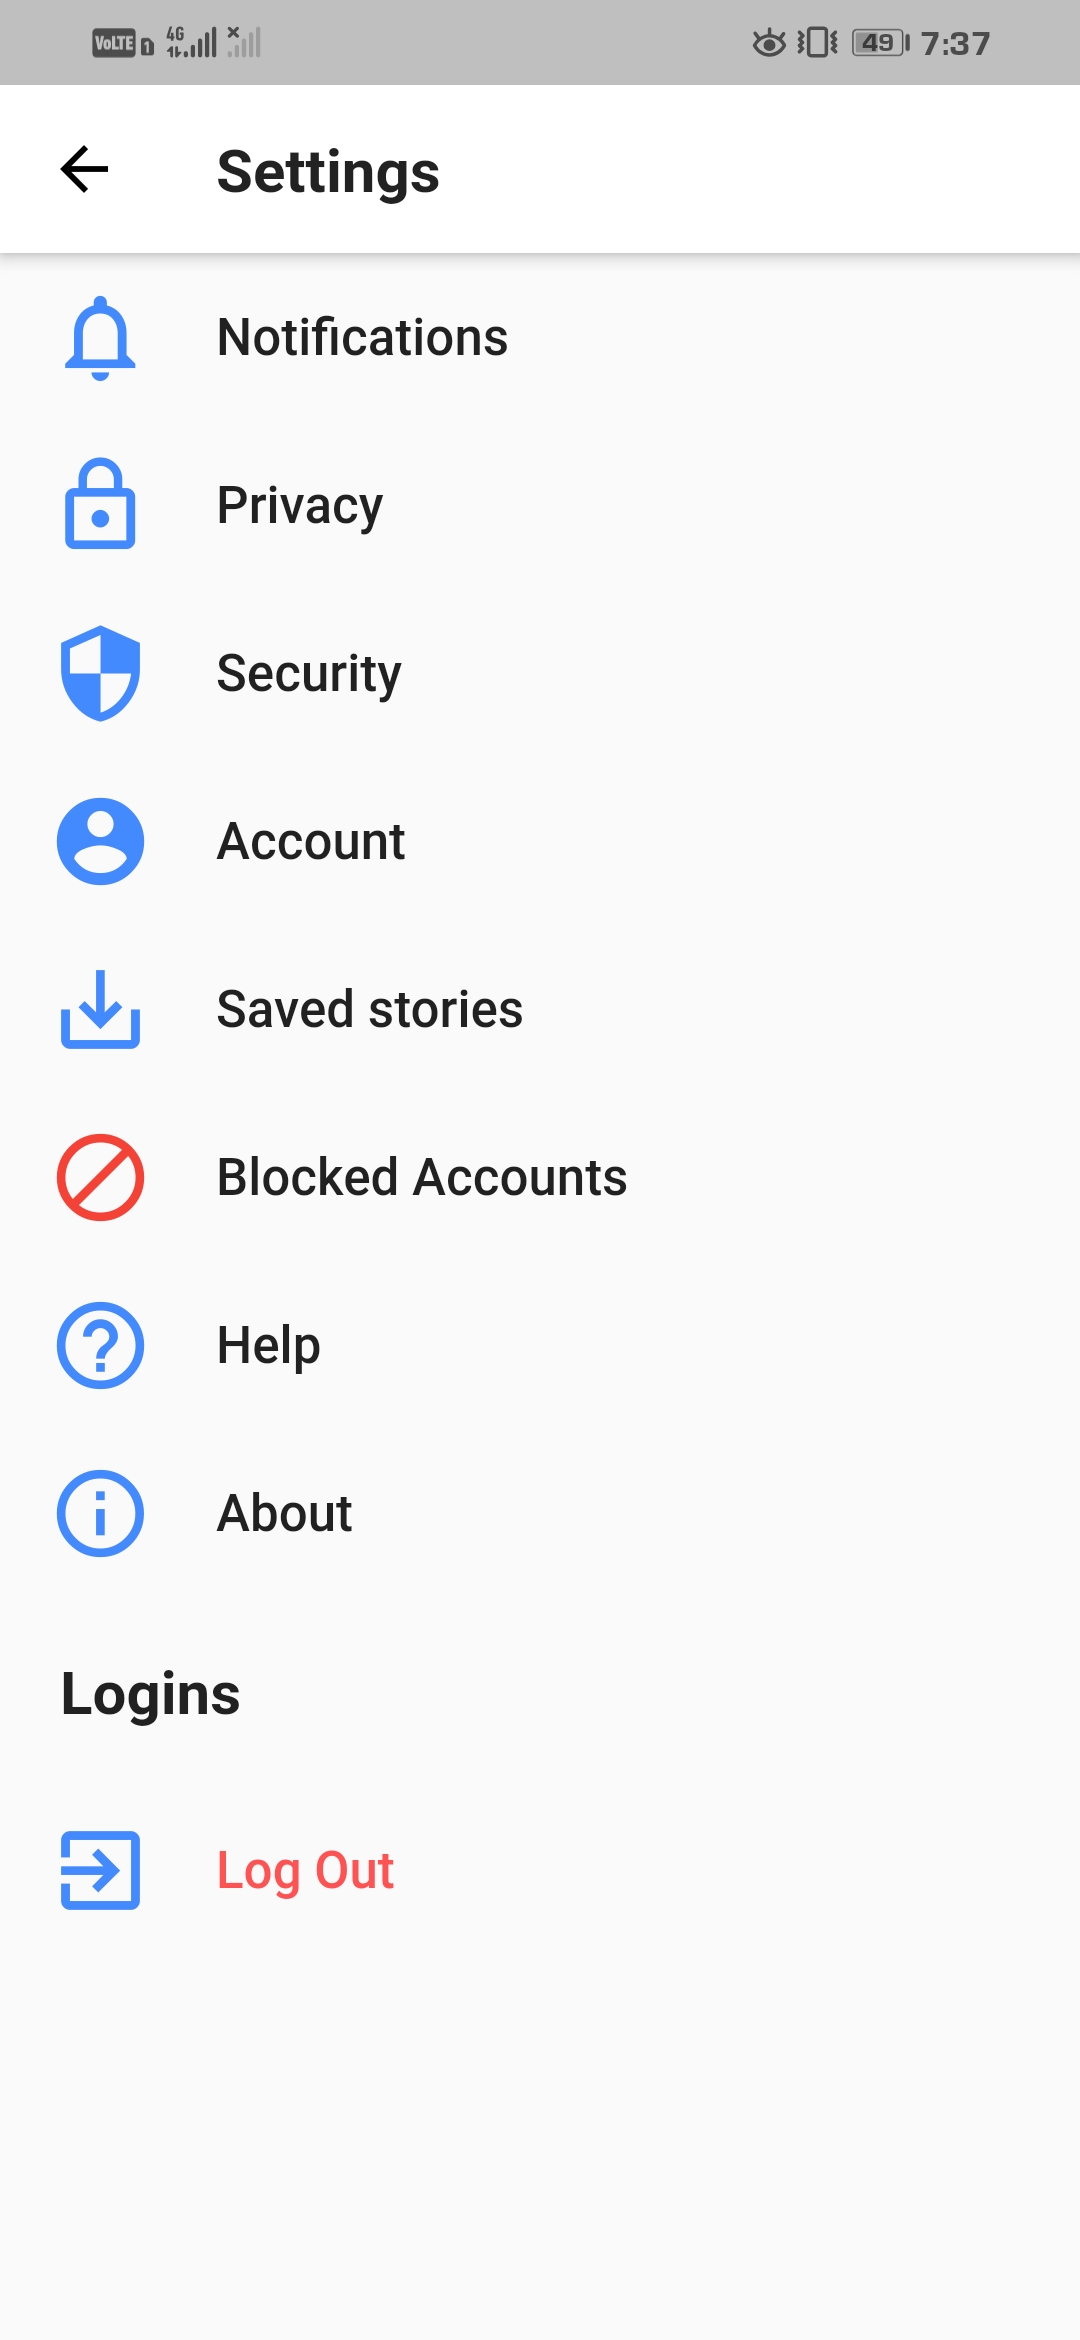 VoLTE 1 4G 49 7:37
Settings
Notifications
Privacy
Security
Account
Saved stories
Blocked Accounts
Help
About
Logins
Log Out